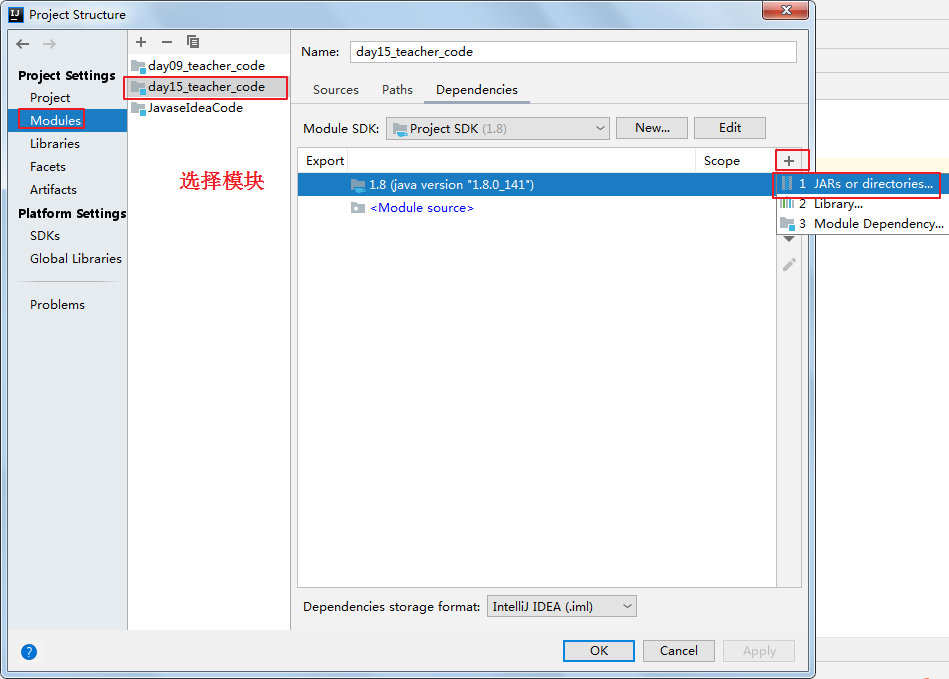 Project Structure
Project Settings
Project
Modules
Libraries
Facets
Artifacts
Platform Settings
SDKs
Global Libraries
Problems
day09_teacher_code
day15_teacher_code
JavaseIdeaCode
选择模块
Name: day15_teacher_code
Sources Paths Dependencies
Module SDK: Project SDK (1.8) New... Edit
Export Scope
1.8 (java version "1.8.0_141")
<Module source>
1 JARs or directories...
2 Library...
3 Module Dependency...
Dependencies storage format: IntelliJ IDEA (.iml)
? OK Cancel Apply